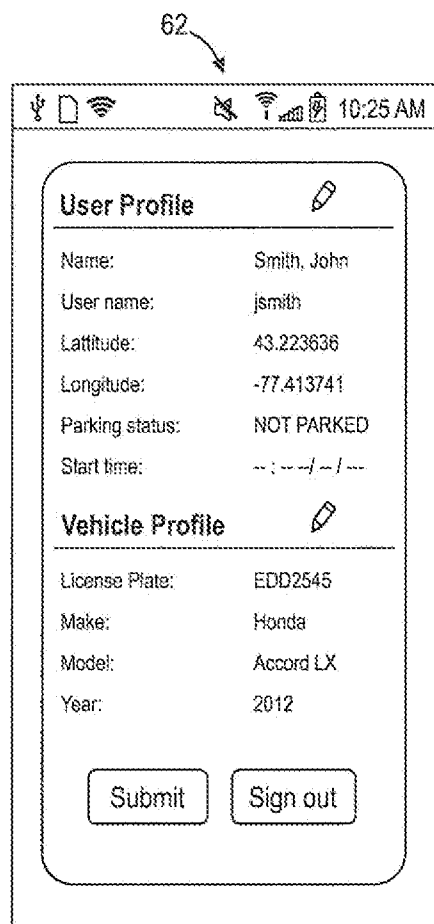 62
10:25 AM
User Profile
Name: Smith, John
User name: jsmith
Lattitude: 43.223636
Longitude: -77.413741
Parking status: NOT PARKED
Start time: -- : -- --/ -- / ---
Vehicle Profile
License Plate: EDD2545
Make: Honda
Model: Accord LX
Year: 2012
Submit Sign out